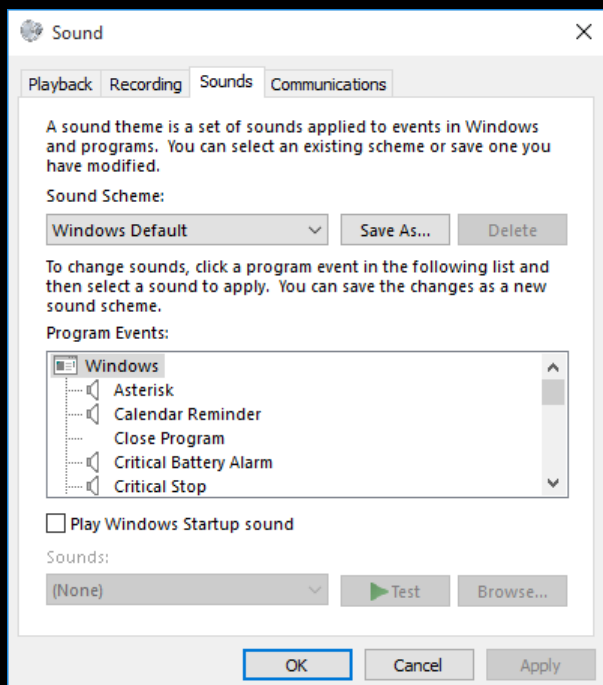 Sound
Playback Recording Sounds Communications
A sound theme is a set of sounds applied to events in Windows
and programs. You can select an existing scheme or save one you
have modified.
Sound Scheme:
Windows Default Save As... Delete
To change sounds, click a program event in the following list and
then select a sound to apply. You can save the changes as a new
sound scheme.
Program Events:
Windows
Asterisk
Calendar Reminder
Close Program
Critical Battery Alarm
Critical Stop
Play Windows Startup sound
Sounds:
(None) Test Browse...
OK Cancel Apply